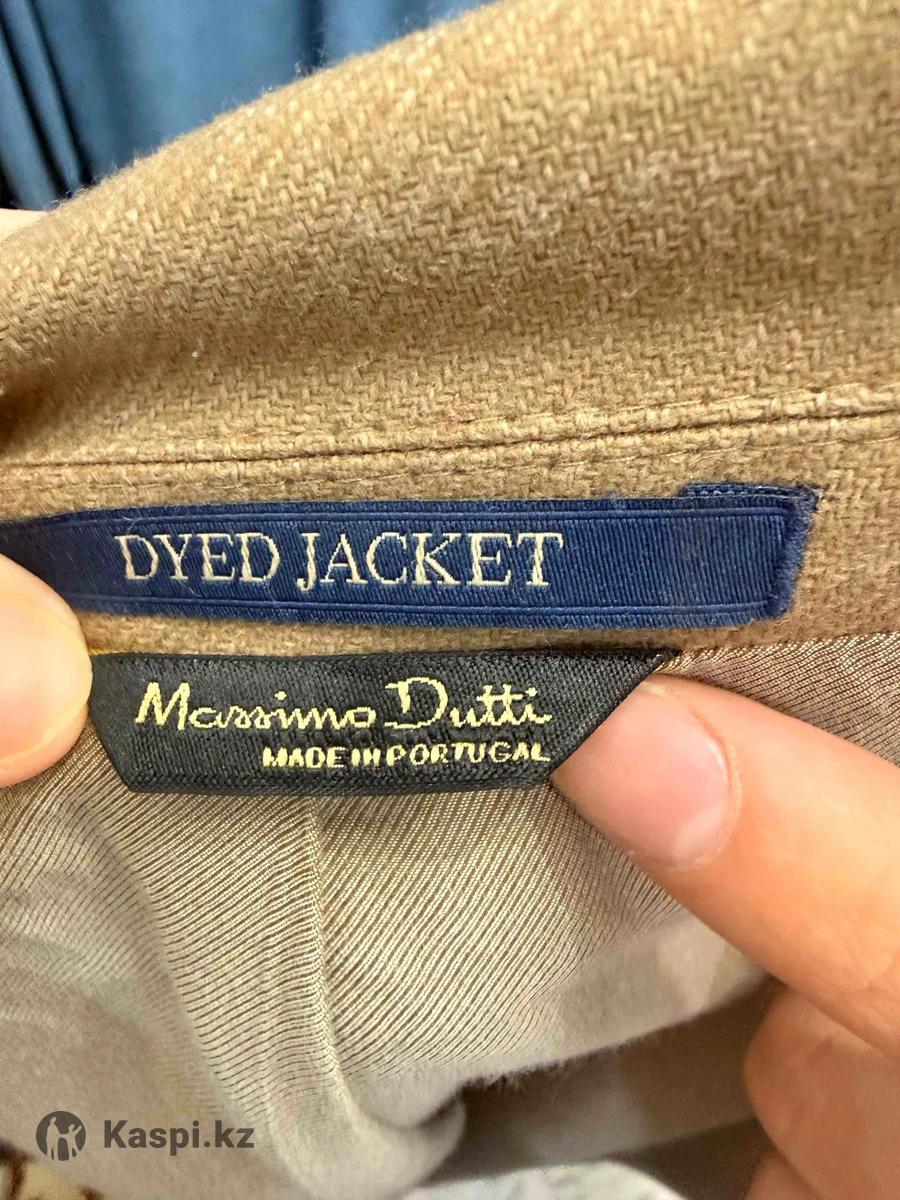 DYED JACKET
Massimo Dutti
MADE IN PORTUGAL
Kaspi.kz